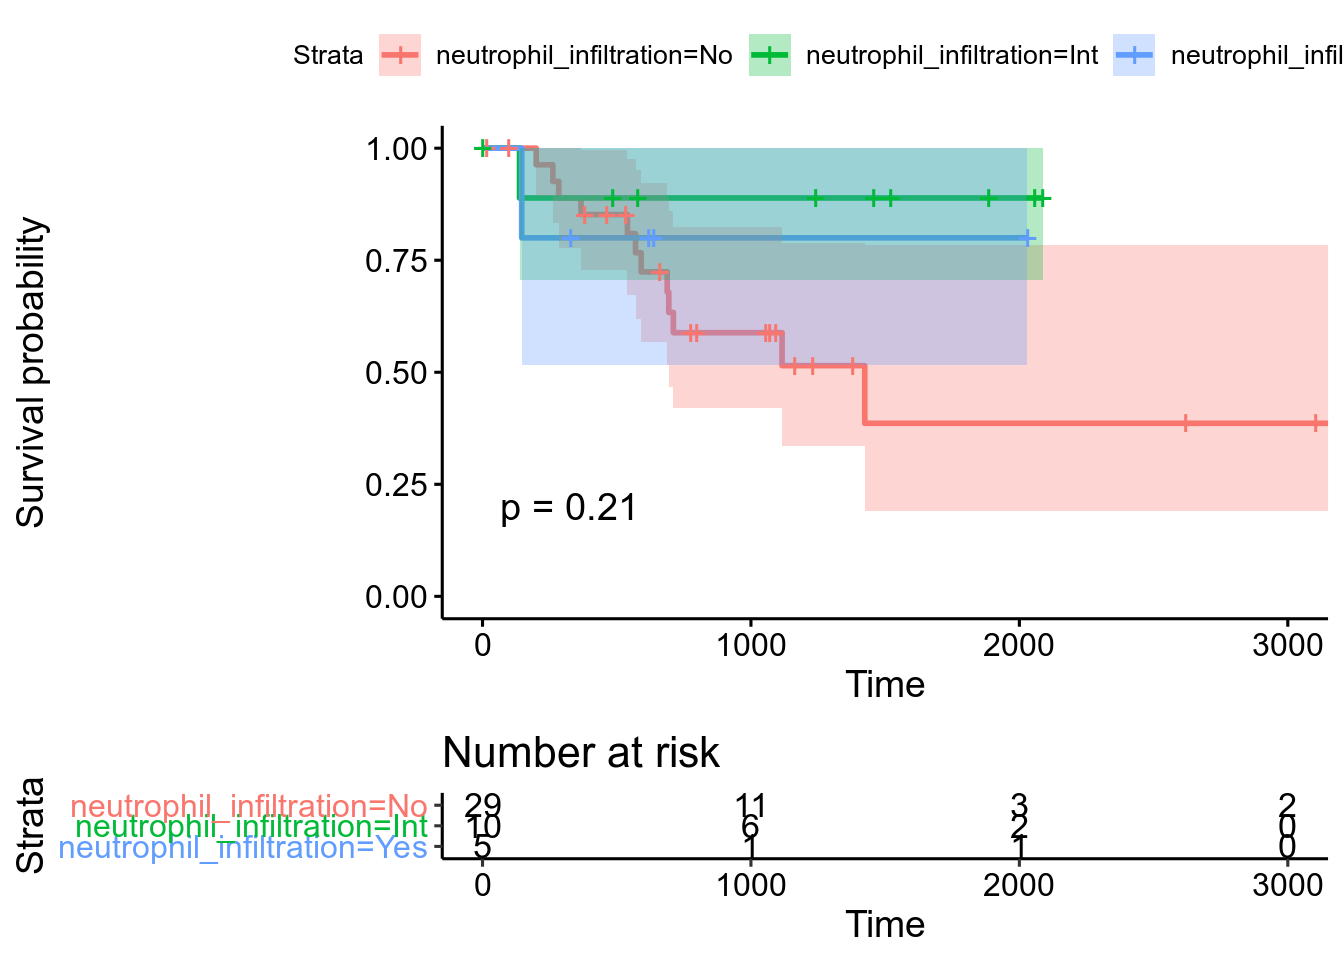 Strata neutrophil_infiltration=No neutrophil_infiltration=Int neutrophil_infil
Survival probability
1.00
0.75
0.50
0.25
0.00
p = 0.21
0 1000 2000 3000
Time
Number at risk
Strata
neutrophil_infiltration=No 29 11 3 2
neutrophil_infiltration=Int 10 6 2 0
neutrophil_infiltration=Yes 5 1 1 0
0 1000 2000 3000
Time